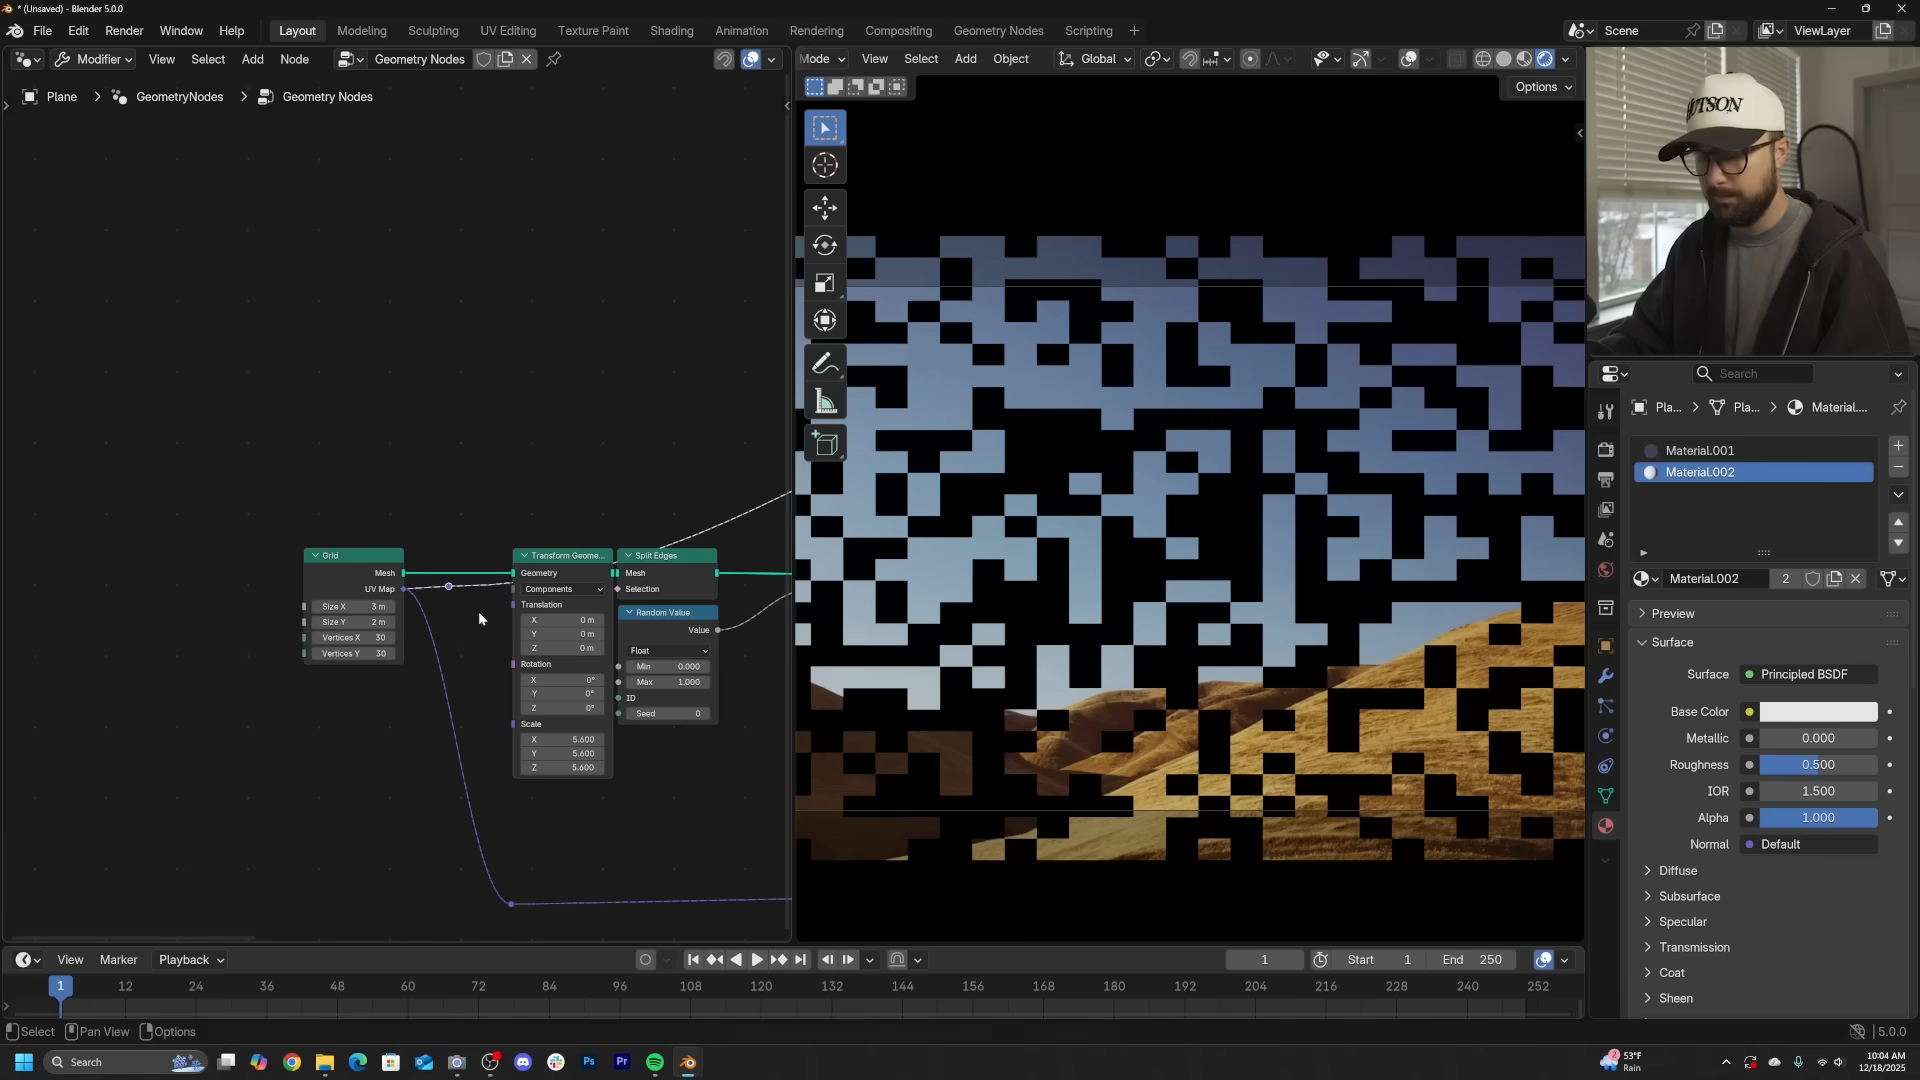 * (Unsaved) - Blender 5.0.0
File Edit Render Window Help Layout Modeling Sculpting UV Editing Texture Paint Shading Animation Rendering Compositing Geometry Nodes Scripting Scene ViewLayer
Modifier View Select Add Node Geometry Nodes
Mode View Select Add Object Global
Options
Plane GeometryNodes Geometry Nodes
Grid
Mesh
UV Map
Size X 3 m
Size Y 2 m
Vertices X 30
Vertices Y 30
Transform Geome...
Geometry
Components
Translation
X 0 m
Y 0 m
Z 0 m
Rotation
X 0°
Y 0°
Z 0°
Scale
X 5.600
Y 5.600
Z 5.600
Split Edges
Mesh
Selection
Random Value
Value
Float
Min 0.000
Max 1.000
ID
Seed 0
HUTSON
Search
Pla... Pla... Material....
Material.001
Material.002
Material.002 2
Preview
Surface
Surface Principled BSDF
Base Color
Metallic 0.000
Roughness 0.500
IOR 1.500
Alpha 1.000
Normal Default
Diffuse
Subsurface
Specular
Transmission
Coat
Sheen
View Marker Playback 1 Start 1 End 250
1 12 24 36 48 60 72 84 96 108 120 132 144 156 168 180 192 204 216 228 240 252
Select Pan View Options 5.0.0
Search Ps Pr 2 53°F
Rain
10:04 AM
12/18/2025